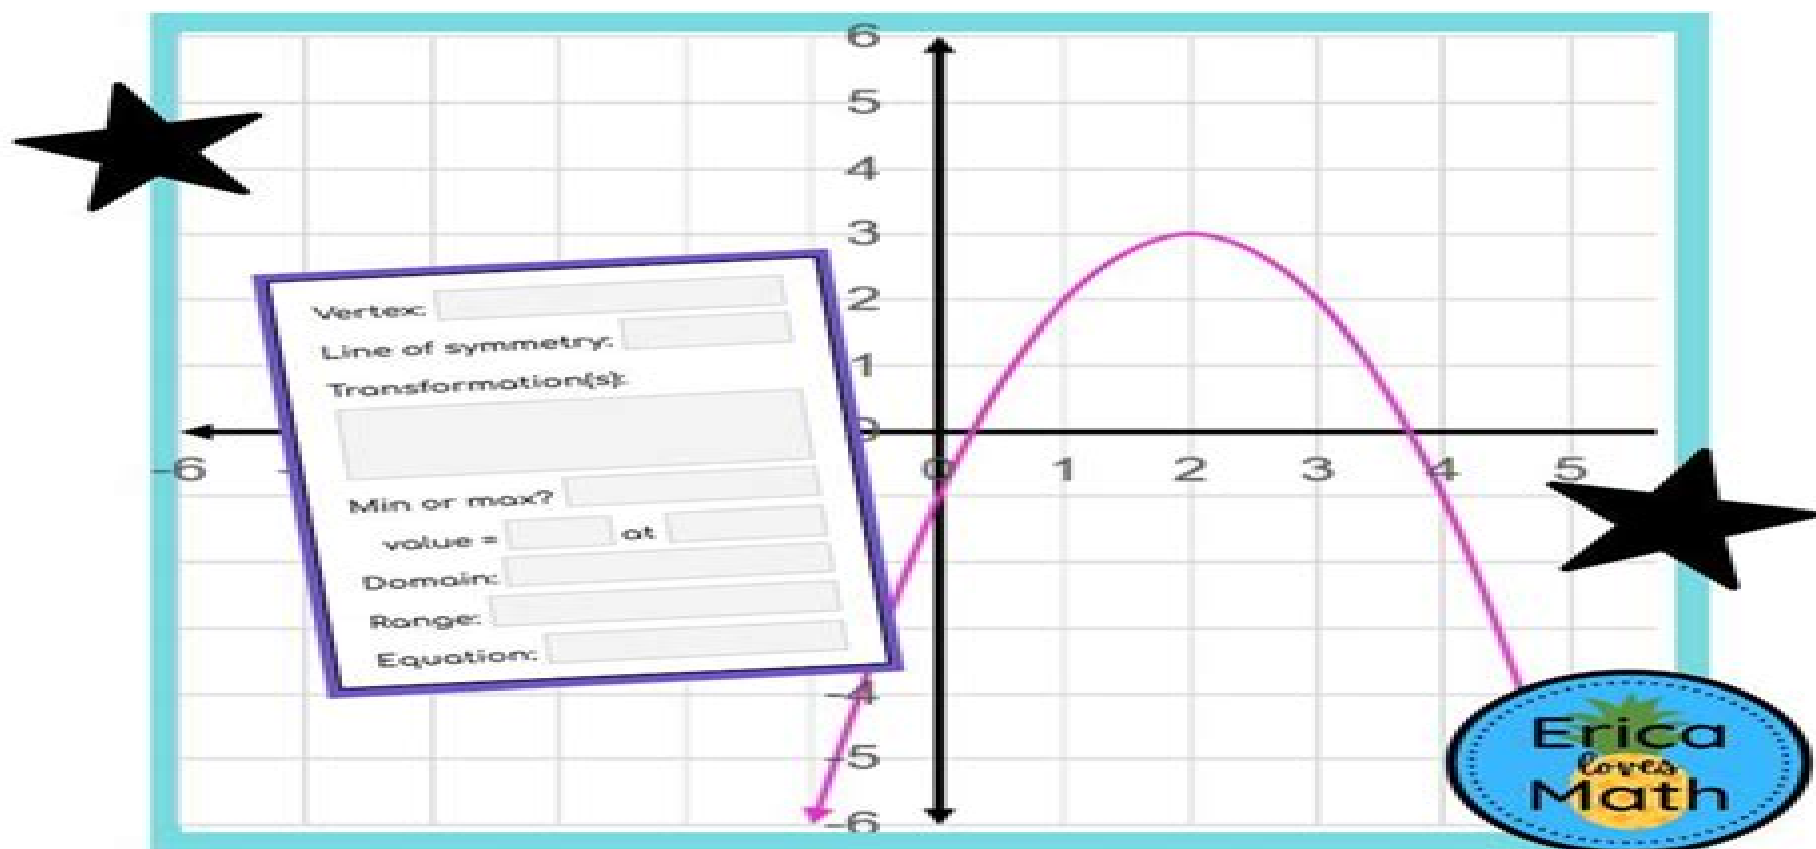 6
5
4
3
2
1
0
-6 0 1 2 3 4 5
-4
-5
-6
Vertex:
Line of symmetry:
Transformation(s):
Min or max?
value = at
Domain:
Range:
Equation:
Erica
loves
Math